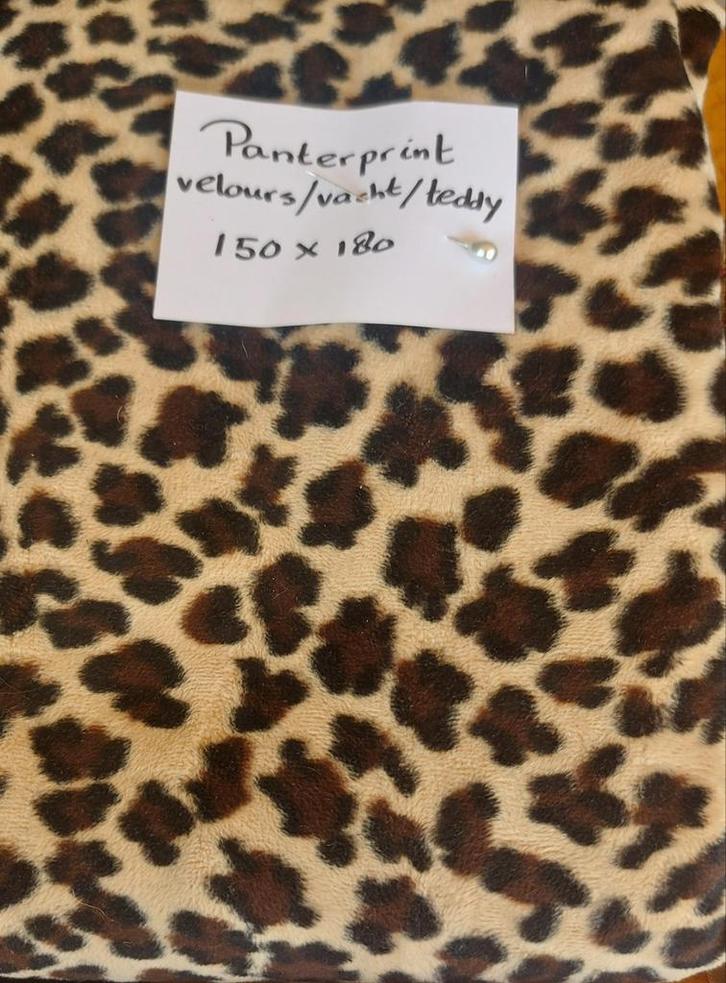 Panterprint
velours/vacht/teddy
150 x 180